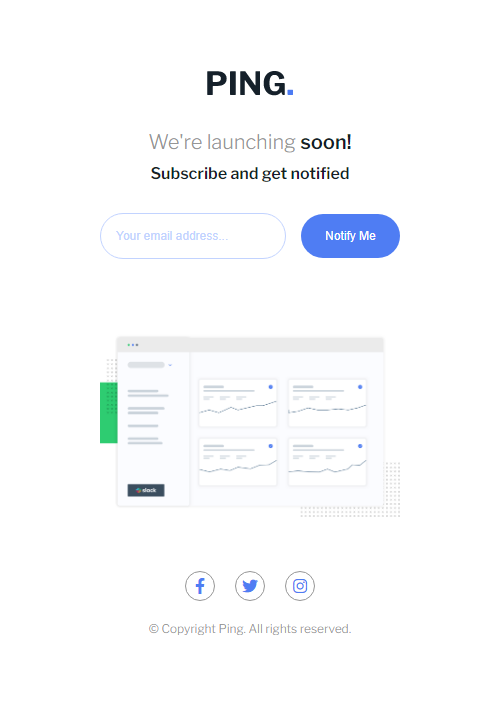 PING.
We're launching soon!
Subscribe and get notified
Your email address...
Notify Me
slack
© Copyright Ping. All rights reserved.